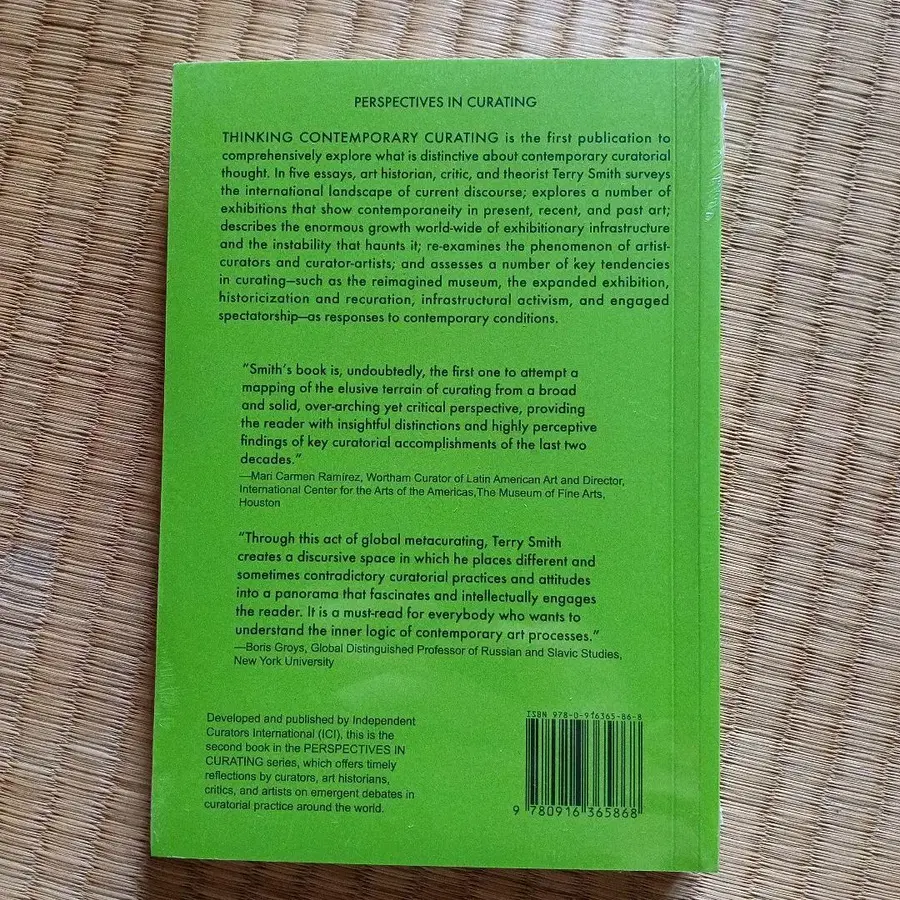 PERSPECTIVES IN CURATING
THINKING CONTEMPORARY CURATING is the first publication to
comprehensively explore what is distinctive about contemporary curatorial
thought. In five essays, art historian, critic, and theorist Terry Smith surveys
the international landscape of current discourse; explores a number of
exhibitions that show contemporaneity in present, recent, and past art;
describes the enormous growth world-wide of exhibitionary infrastructure
and the instability that haunts it; re-examines the phenomenon of artist-
curators and curator-artists; and assesses a number of key tendencies
in curating—such as the reimagined museum, the expanded exhibition,
historicization and recuration, infrastructural activism, and engaged
spectatorship—as responses to contemporary conditions.
“Smith’s book is, undoubtedly, the first one to attempt a
mapping of the elusive terrain of curating from a broad
and solid, over-arching yet critical perspective, providing
the reader with insightful distinctions and highly perceptive
findings of key curatorial accomplishments of the last two
decades.”
—Mari Carmen Ramírez, Wortham Curator of Latin American Art and Director,
International Center for the Arts of the Americas,The Museum of Fine Arts,
Houston
“Through this act of global metacurating, Terry Smith
creates a discursive space in which he places different and
sometimes contradictory curatorial practices and attitudes
into a panorama that fascinates and intellectually engages
the reader. It is a must-read for everybody who wants to
understand the inner logic of contemporary art processes.”
—Boris Groys, Global Distinguished Professor of Russian and Slavic Studies,
New York University
Developed and published by Independent
Curators International (ICI), this is the
second book in the PERSPECTIVES IN
CURATING series, which offers timely
reflections by curators, art historians,
critics, and artists on emergent debates in
curatorial practice around the world.
ISBN 978-0-916365-86-8
9 780916 365868